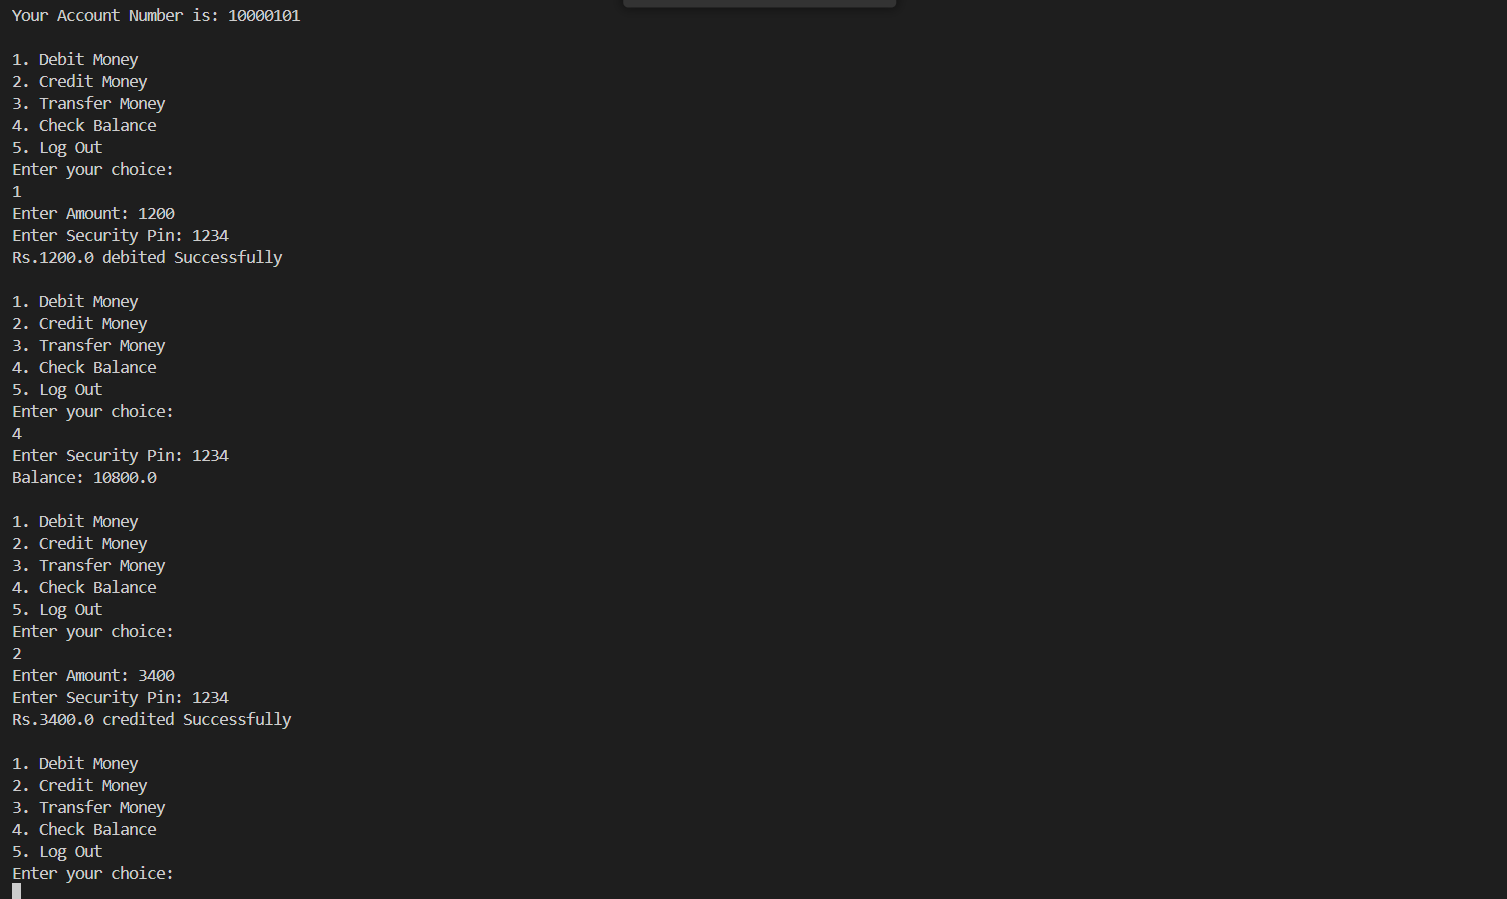 Your Account Number is: 10000101
1. Debit Money
2. Credit Money
3. Transfer Money
4. Check Balance
5. Log Out
Enter your choice:
1
Enter Amount: 1200
Enter Security Pin: 1234
Rs.1200.0 debited Successfully
1. Debit Money
2. Credit Money
3. Transfer Money
4. Check Balance
5. Log Out
Enter your choice:
4
Enter Security Pin: 1234
Balance: 10800.0
1. Debit Money
2. Credit Money
3. Transfer Money
4. Check Balance
5. Log Out
Enter your choice:
2
Enter Amount: 3400
Enter Security Pin: 1234
Rs.3400.0 credited Successfully
1. Debit Money
2. Credit Money
3. Transfer Money
4. Check Balance
5. Log Out
Enter your choice: